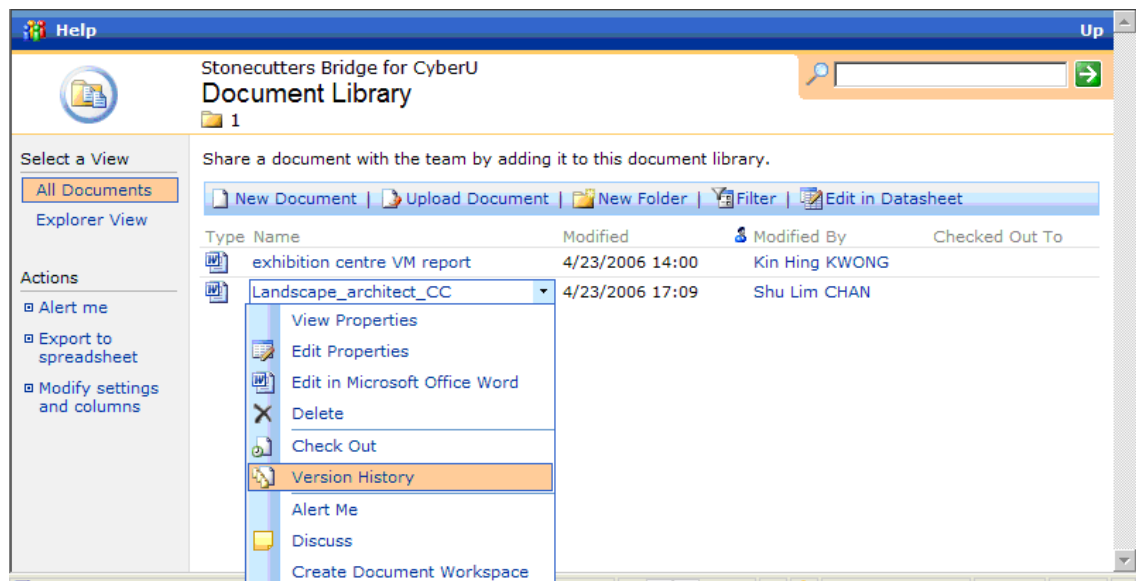 Help Up
Stonecutters Bridge for CyberU
Document Library
1
Select a View
All Documents
Explorer View
Actions
Alert me
Export to
spreadsheet
Modify settings
and columns
Share a document with the team by adding it to this document library.
New Document | Upload Document | New Folder | Filter | Edit in Datasheet
Type Name Modified Modified By Checked Out To
exhibition centre VM report 4/23/2006 14:00 Kin Hing KWONG
Landscape_architect_CC 4/23/2006 17:09 Shu Lim CHAN
View Properties
Edit Properties
Edit in Microsoft Office Word
Delete
Check Out
Version History
Alert Me
Discuss
Create Document Workspace